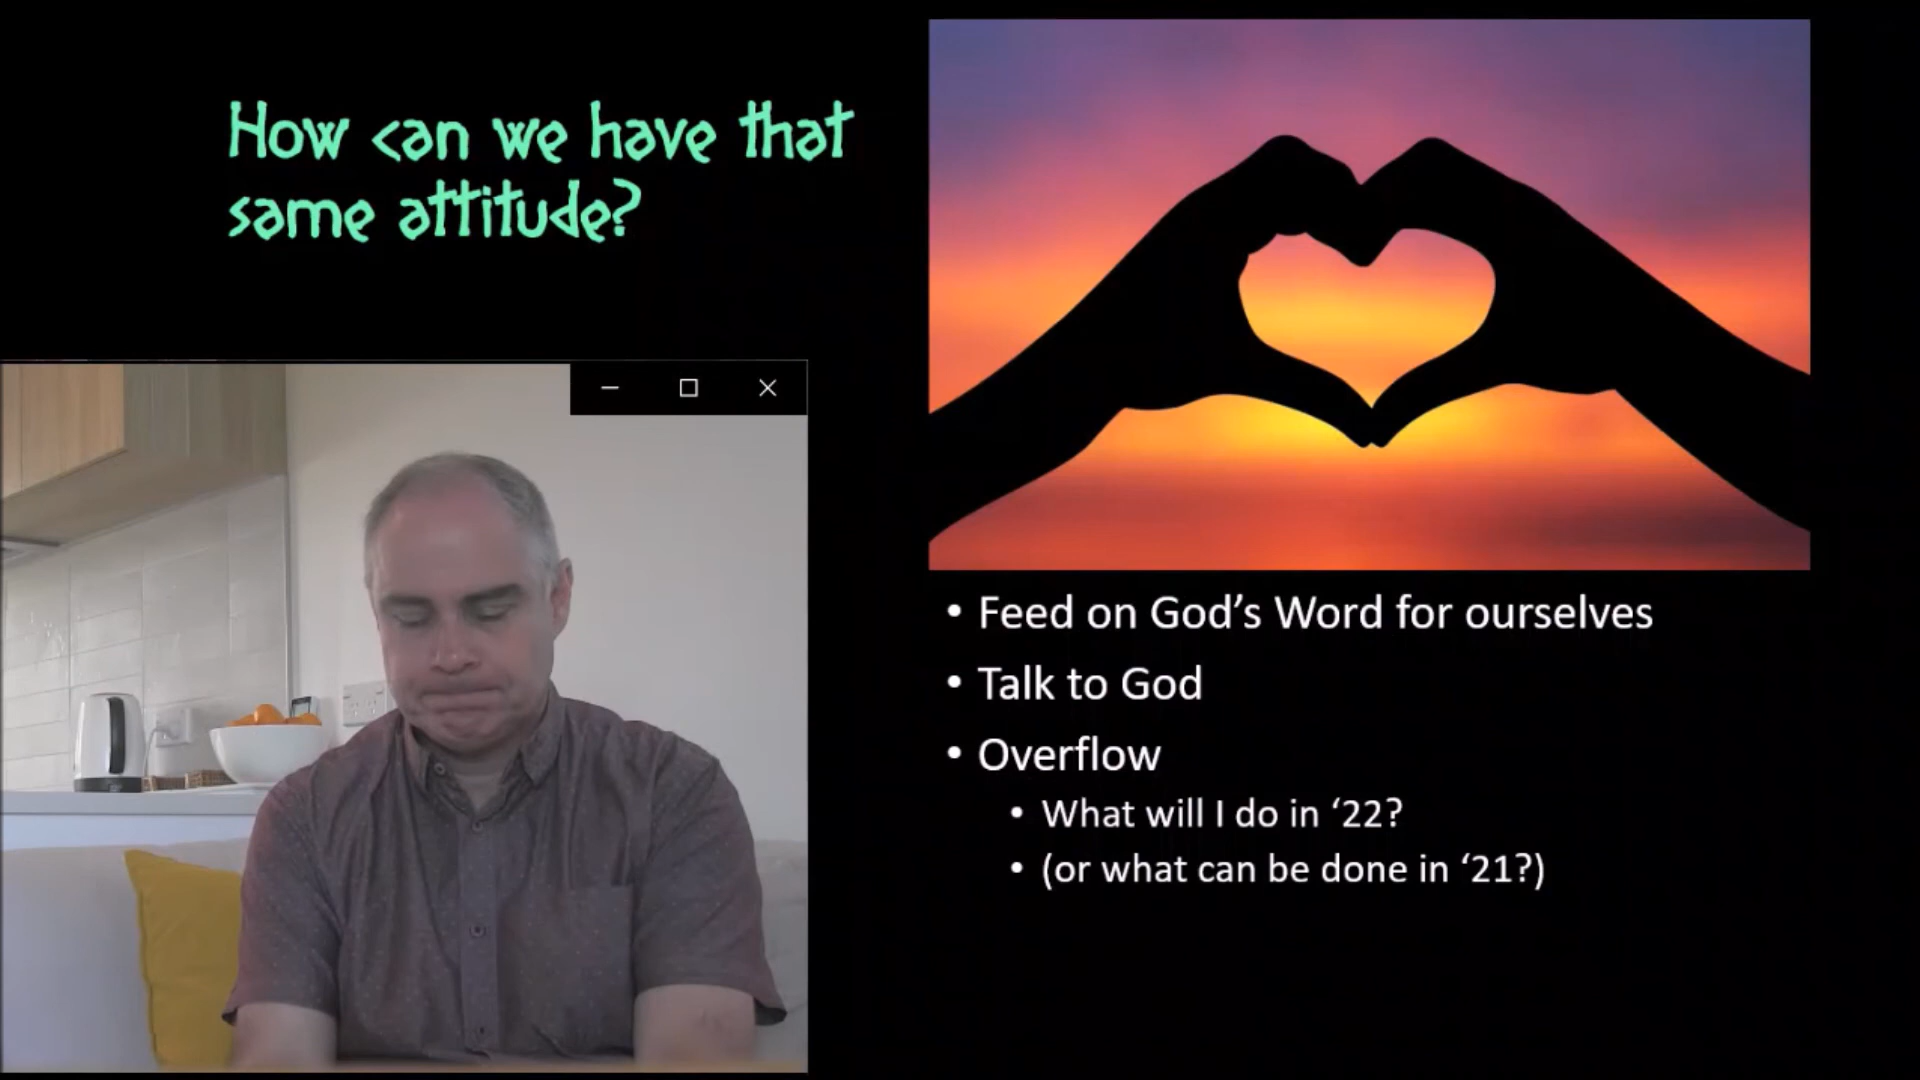 How can we have that
same attitude?
• Feed on God’s Word for ourselves
• Talk to God
• Overflow
• What will I do in ‘22?
• (or what can be done in ‘21?)